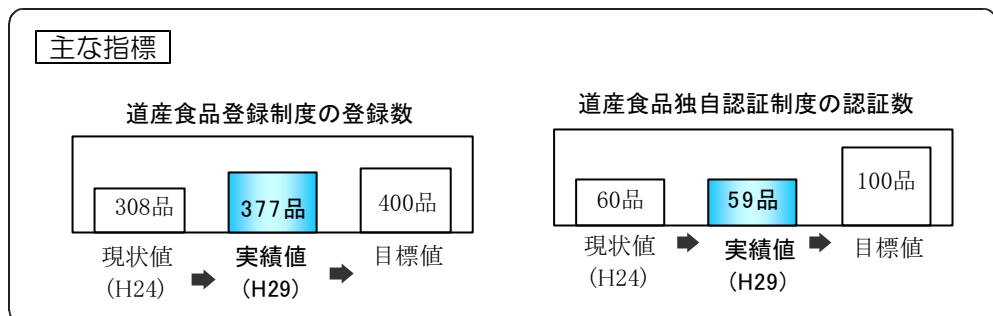 主な指標
道産食品登録制度の登録数
308品
377品
400品
現状値
(H24)
➡
実績値
(H29)
➡
目標値
道産食品独自認証制度の認証数
60品
59品
100品
現状値
(H24)
➡
実績値
(H29)
➡
目標値